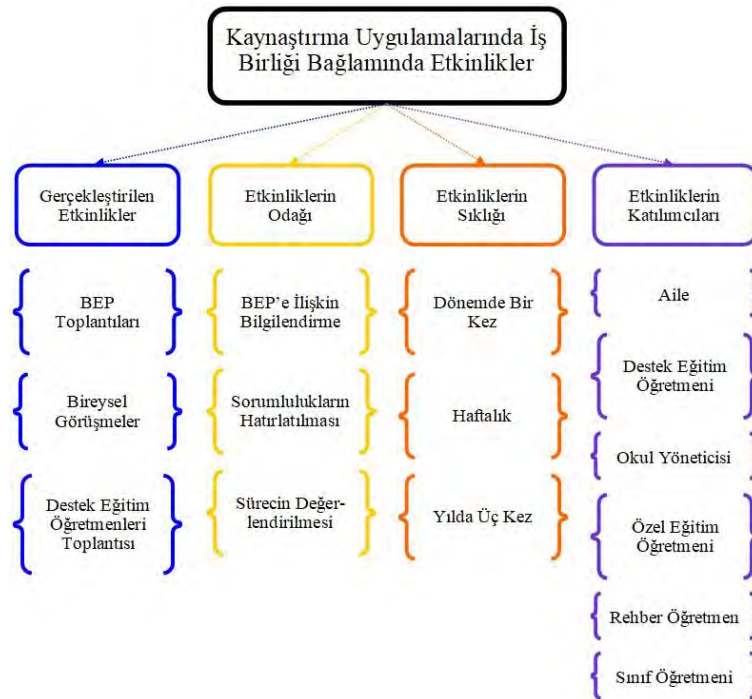 Kaynaştırma Uygulamalarında İş
Birliği Bağlamında Etkinlikler
Gerçekleştirilen
Etkinlikler
BEP
Toplantıları
Bireysel
Görüşmeler
Destek Eğitim
Öğretmenleri
Toplantısı
Etkinliklerin
Odağı
BEP’e İlişkin
Bilgilendirme
Sorumlulukların
Hatırlatılması
Sürecin Değer-
lendirilmesi
Etkinliklerin
Sıklığı
Dönemde Bir
Kez
Haftalık
Yılda Üç Kez
Etkinliklerin
Katılımcıları
Aile
Destek Eğitim
Öğretmeni
Okul Yöneticisi
Özel Eğitim
Öğretmeni
Rehber Öğretmen
Sınıf Öğretmeni